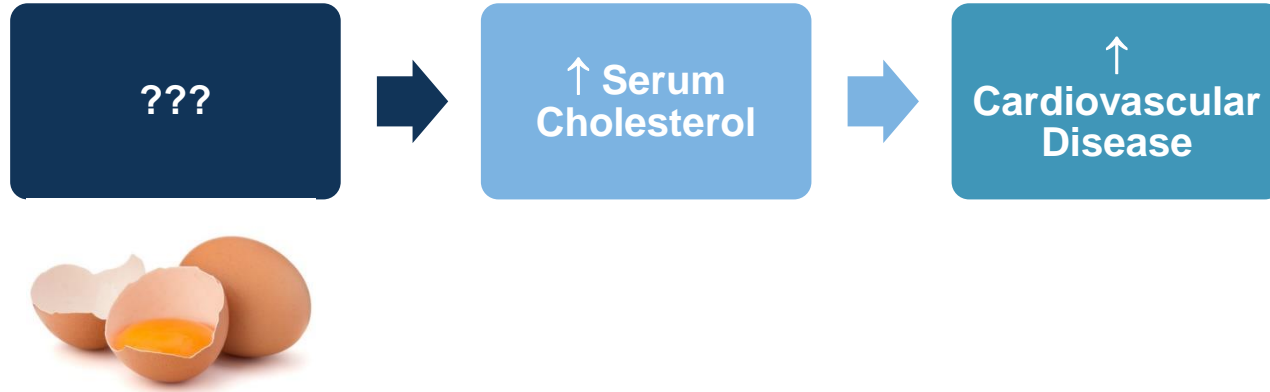 ???
↑ Serum
Cholesterol
↑
Cardiovascular
Disease